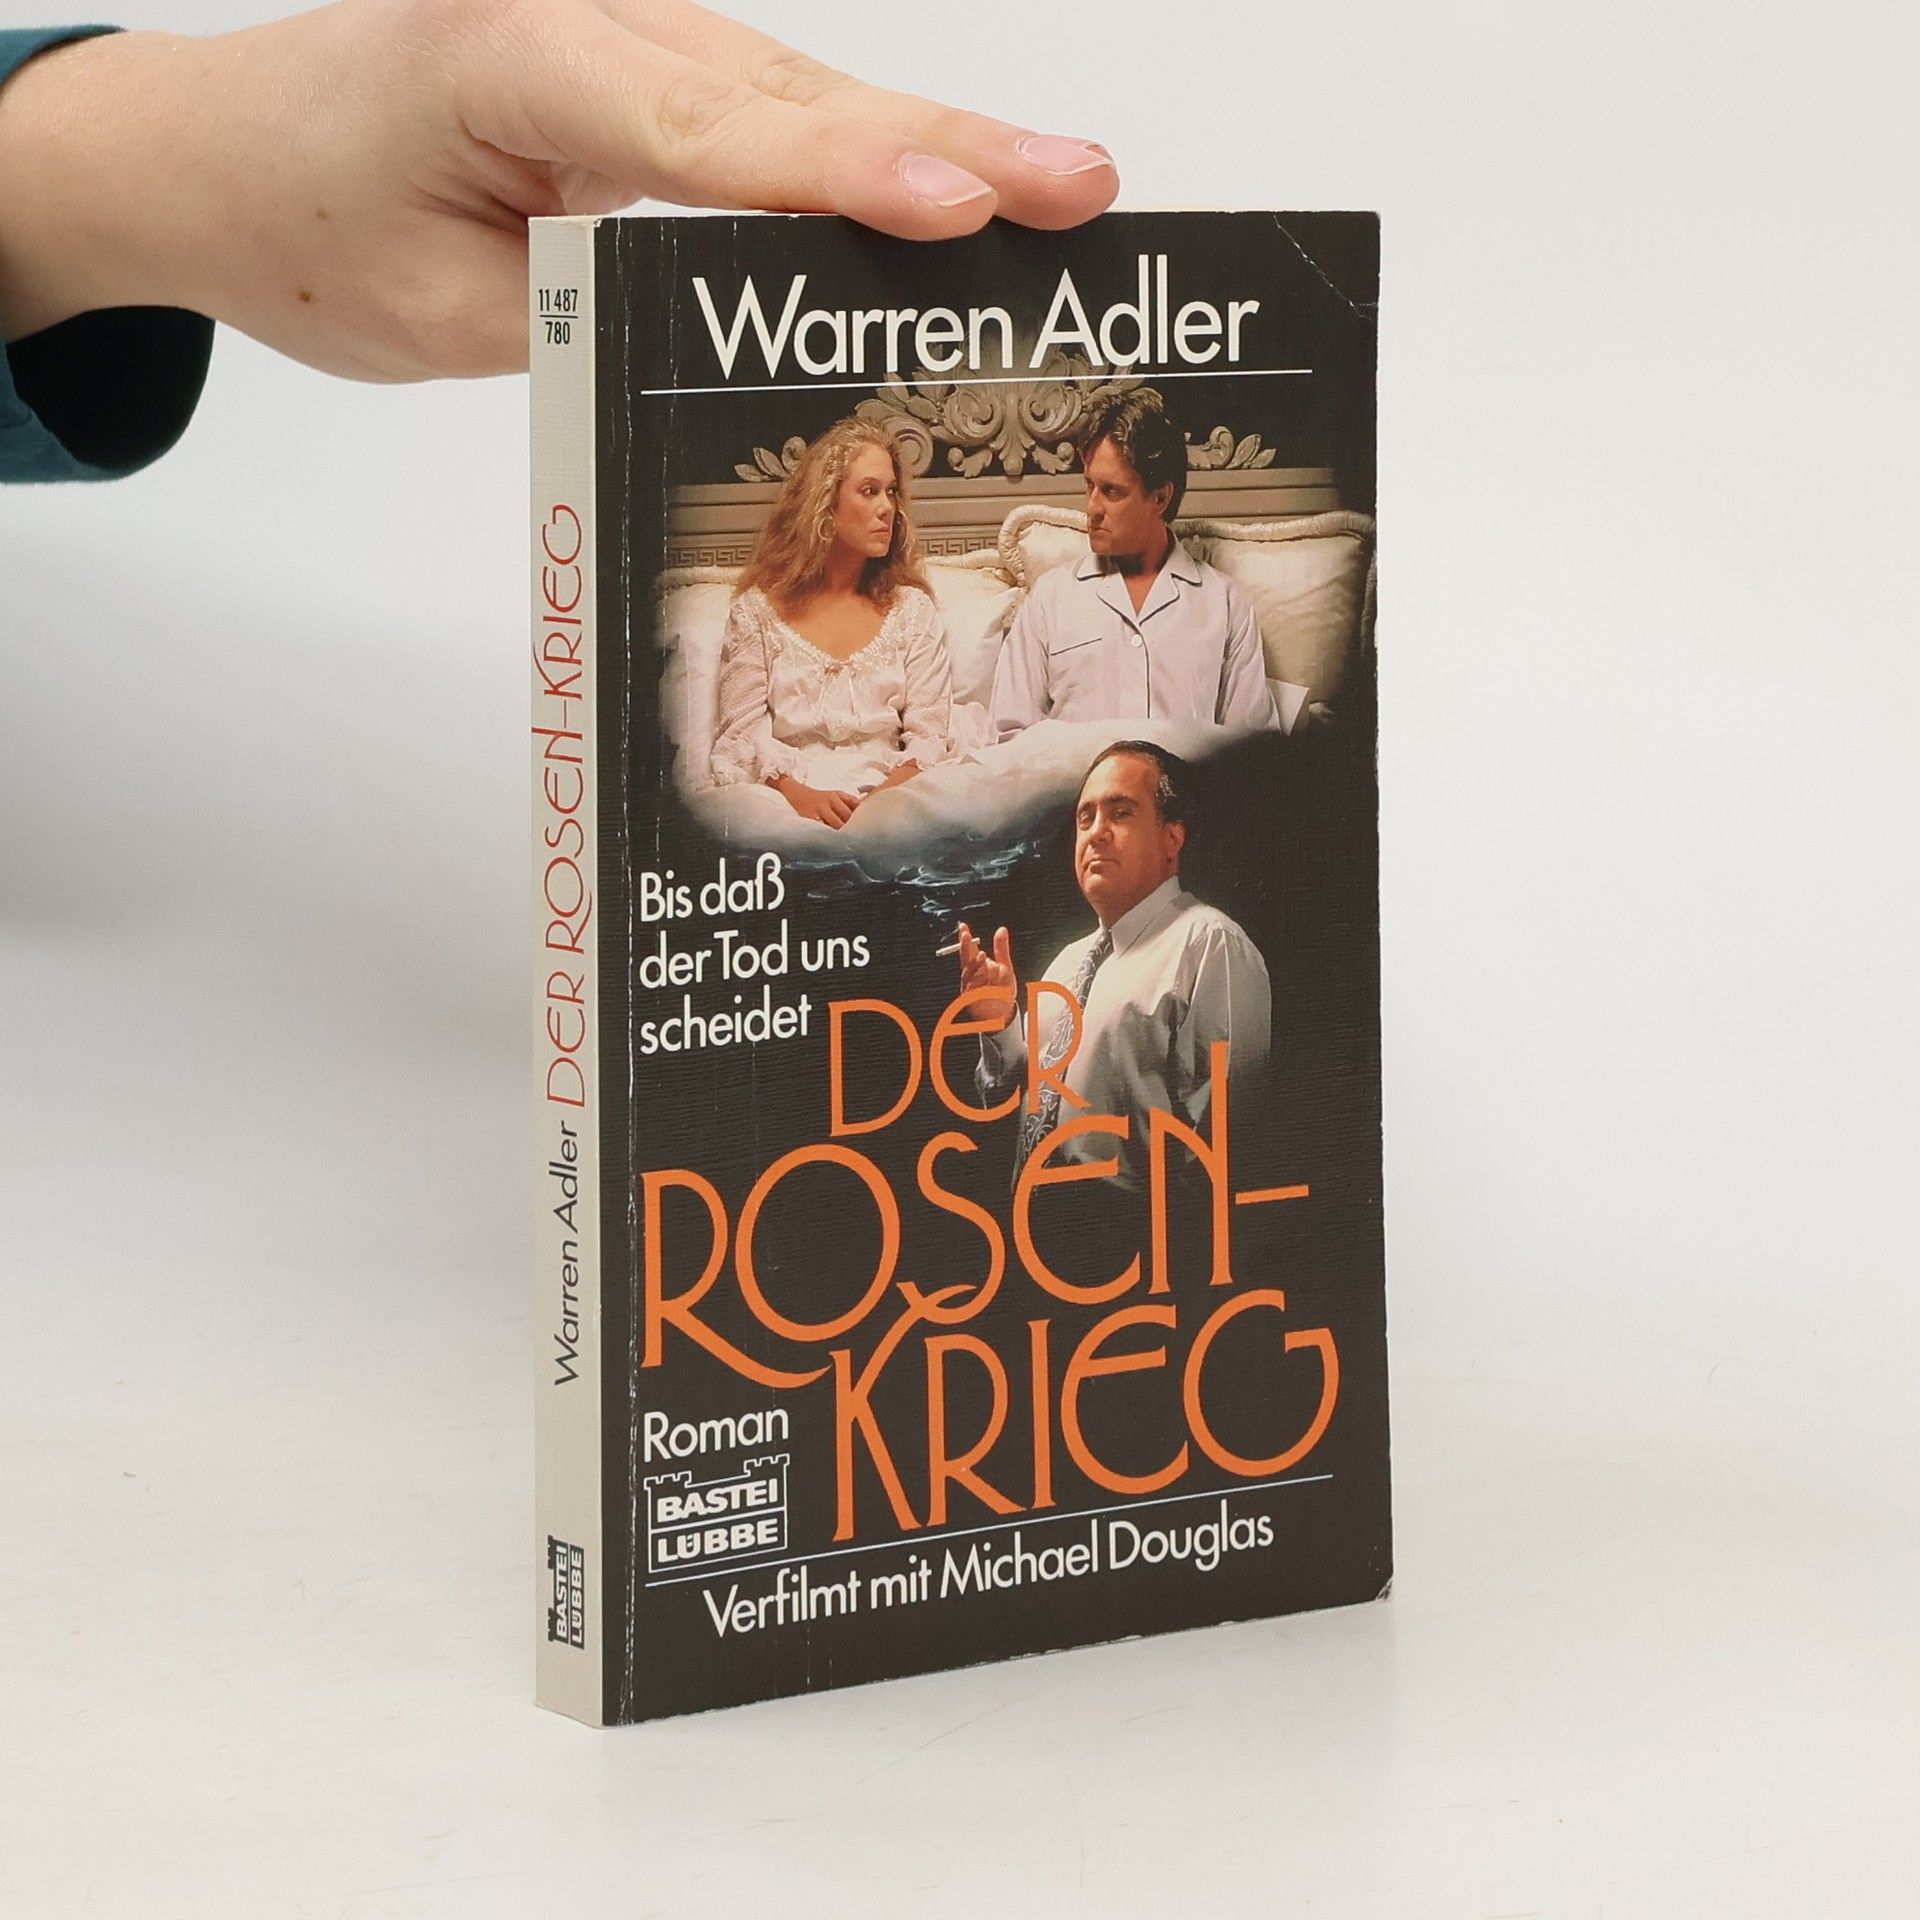 11 487
780
Warren Adler DER ROSEN-KRIEG
BASTEI
LÜBBE
Warren Adler
Bis daß
der Tod uns
scheidet
DER
ROSEN-
KRIEG
Roman
BASTEI
LÜBBE
Verfilmt mit Michael Douglas